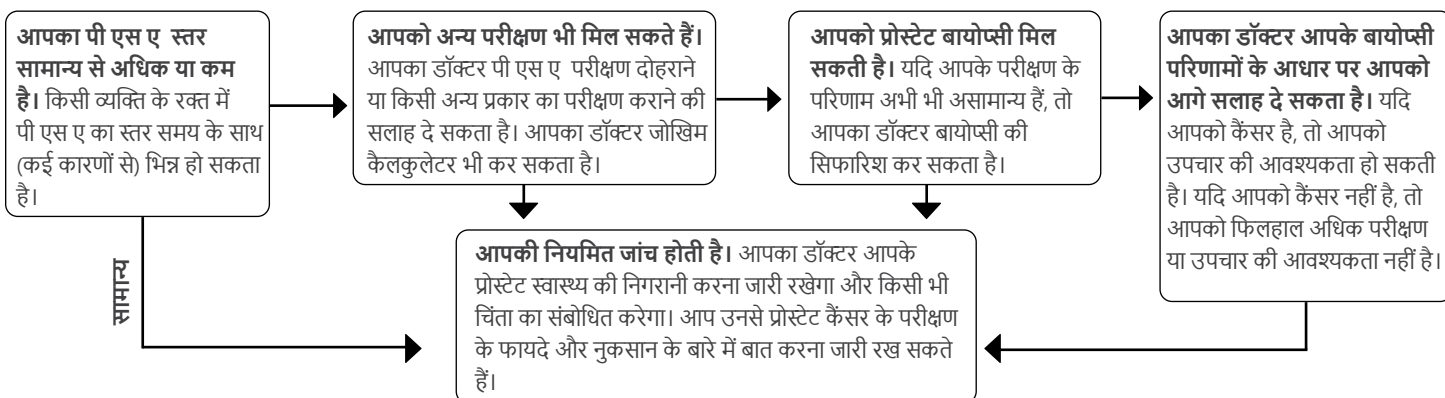 आपका पी एस ए स्तर
सामान्य से अधिक या कम
है। किसी व्यक्ति के रक्त में
पी एस ए का स्तर समय के साथ
(कई कारणों से) भिन्न हो सकता
है।
आपको अन्य परीक्षण भी मिल सकते हैं।
आपका डॉक्टर पी एस ए परीक्षण दोहराने
या किसी अन्य प्रकार का परीक्षण कराने की
सलाह दे सकता है। आपका डॉक्टर जोखिम
कैलकुलेटर भी कर सकता है।
आपको प्रोस्टेट बायोप्सी मिल
सकती है। यदि आपके परीक्षण के
परिणाम अभी भी असामान्य हैं, तो
आपका डॉक्टर बायोप्सी की
सिफारिश कर सकता है।
आपका डॉक्टर आपके बायोप्सी
परिणामों के आधार पर आपको
आगे सलाह दे सकता है। यदि
आपको कैंसर है, तो आपको
उपचार की आवश्यकता हो सकती
है। यदि आपको कैंसर नहीं है, तो
आपको फिलहाल अधिक परीक्षण
या उपचार की आवश्यकता नहीं है।
सामान्य
आपकी नियमित जांच होती है। आपका डॉक्टर आपके
प्रोस्टेट स्वास्थ्य की निगरानी करना जारी रखेगा और किसी भी
चिंता का संबोधित करेगा। आप उनसे प्रोस्टेट कैंसर के परीक्षण
के फायदे और नुकसान के बारे में बात करना जारी रख सकते
हैं।